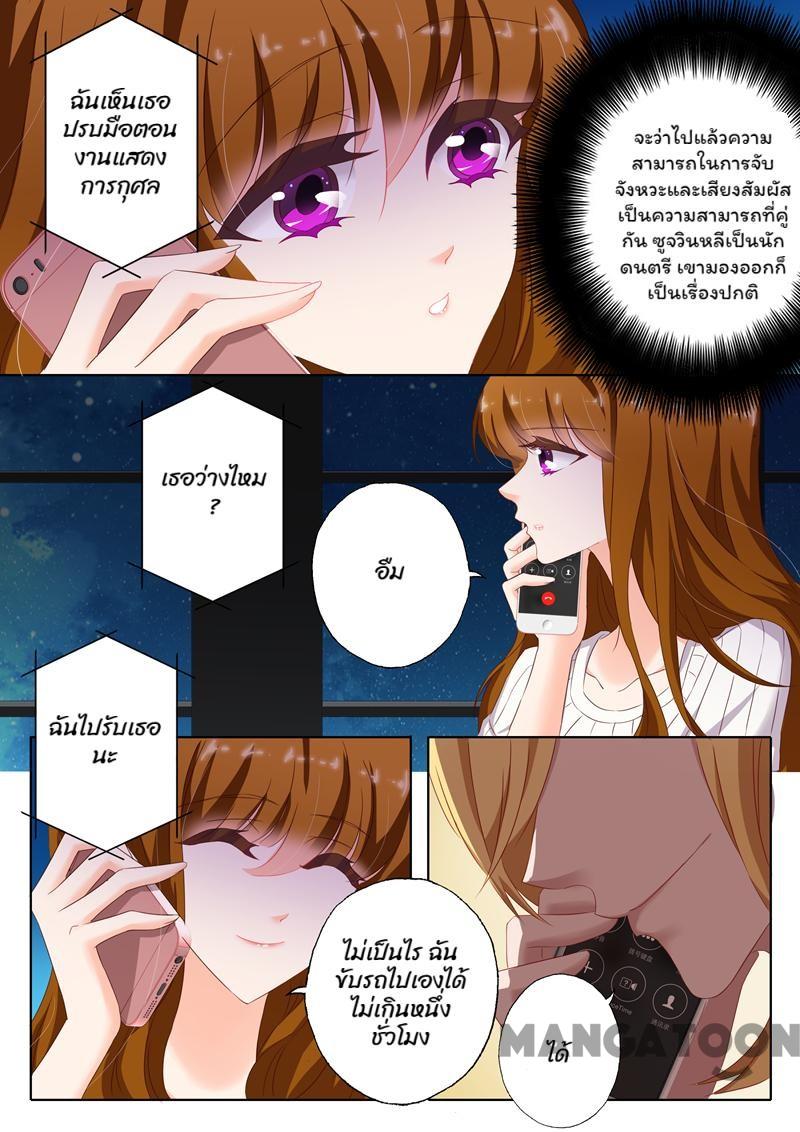 ฉันเห็นเธอ
ปรบมือตอน
งานแสดง
การกุศล
จะว่าไปแล้วความ
สามารถในการจับ
จังหวะและเสียงสัมผัส
เป็นความสามารถที่คู่
กัน ซูจวินหลีเป็นนัก
ดนตรี เขามองออกก็
เป็นเรื่องปกติ
เธอว่างไหม
?
อืม
ฉันไปรับเธอ
นะ
ไม่เป็นไร ฉัน
ขับรถไปเองได้
ไม่เกินหนึ่ง
ชั่วโมง
ได้
拨号键盘
eTime
通讯录
MANGATOON